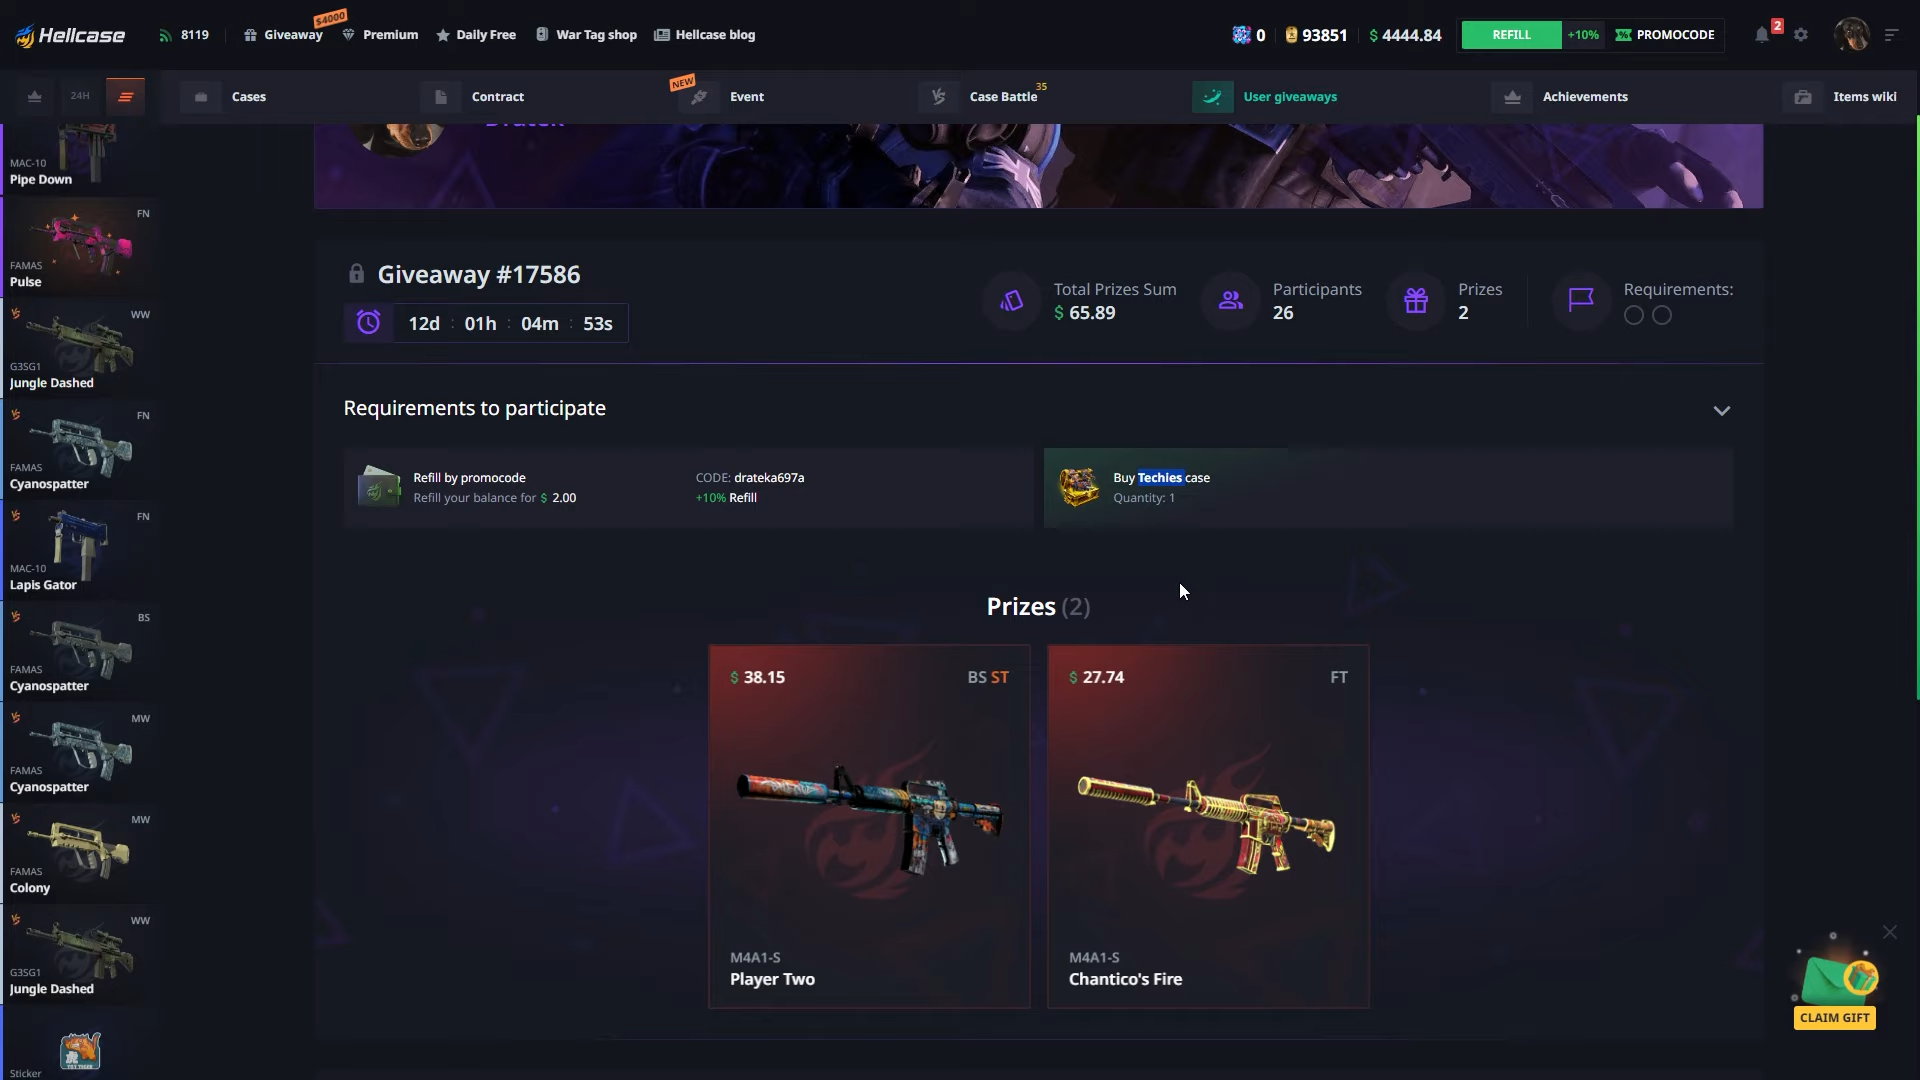 Hellcase
8119
Giveaway
$4000
Premium
Daily Free
War Tag shop
Hellcase blog
0
93851
$ 4444.84
REFILL
+10%
PROMOCODE
2
24H
Cases
Contract
NEW
Event
Case Battle
35
User giveaways
Achievements
Items wiki
MAC-10
Pipe Down
FN
FAMAS
Pulse
WW
G3SG1
Jungle Dashed
FN
FAMAS
Cyanospatter
FN
MAC-10
Lapis Gator
BS
FAMAS
Cyanospatter
MW
FAMAS
Cyanospatter
MW
FAMAS
Colony
WW
G3SG1
Jungle Dashed
Sticker
Giveaway #17586
12d : 01h : 04m : 53s
Total Prizes Sum
$ 65.89
Participants
26
Prizes
2
Requirements:
Requirements to participate
Refill by promocode
Refill your balance for $ 2.00
CODE: drateka697a
+10% Refill
Buy Techies case
Quantity: 1
Prizes (2)
$ 38.15
BS ST
M4A1-S
Player Two
$ 27.74
FT
M4A1-S
Chantico's Fire
CLAIM GIFT